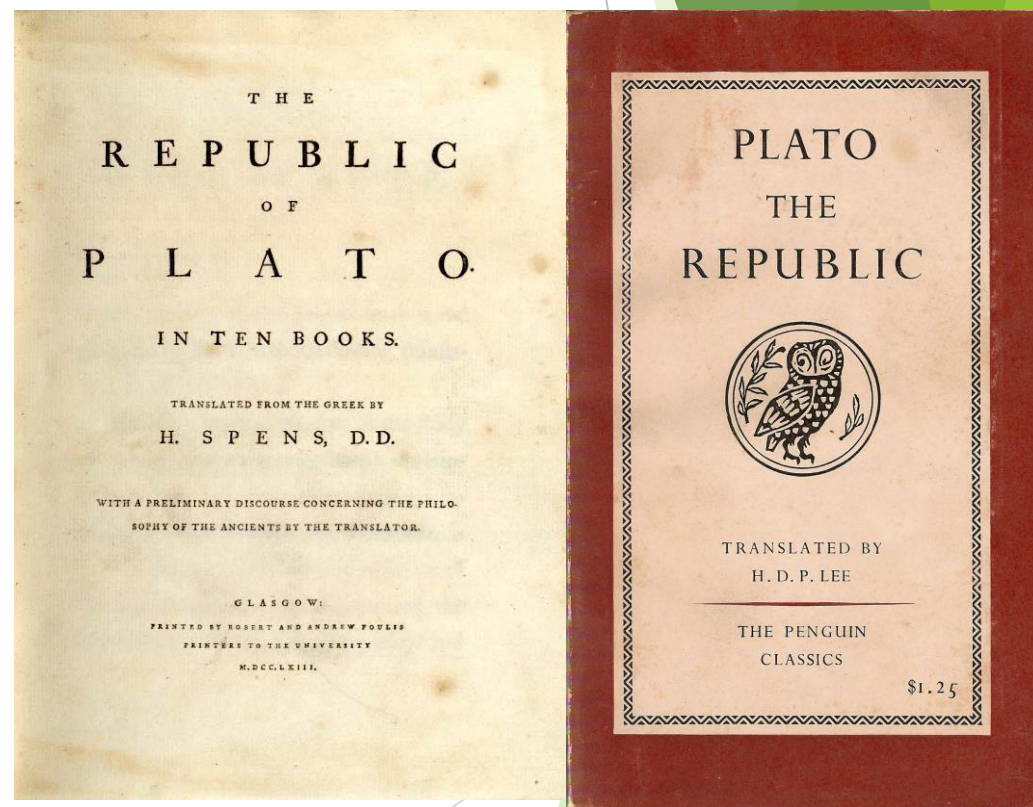 THE
REPUBLIC
OF
PLATO.
IN TEN BOOKS.
TRANSLATED FROM THE GREEK BY
H. SPENS, D.D.
WITH A PRELIMINARY DISCOURSE CONCERNING THE PHILO-
SOPHY OF THE ANCIENTS BY THE TRANSLATOR.
GLASGOW:
PRINTED BY ROBERT AND ANDREW FOULIS
PRINTERS TO THE UNIVERSITY
M.DCC.LXIII.
PLATO
THE
REPUBLIC
TRANSLATED BY
H. D. P. LEE
THE PENGUIN
CLASSICS
$1.25